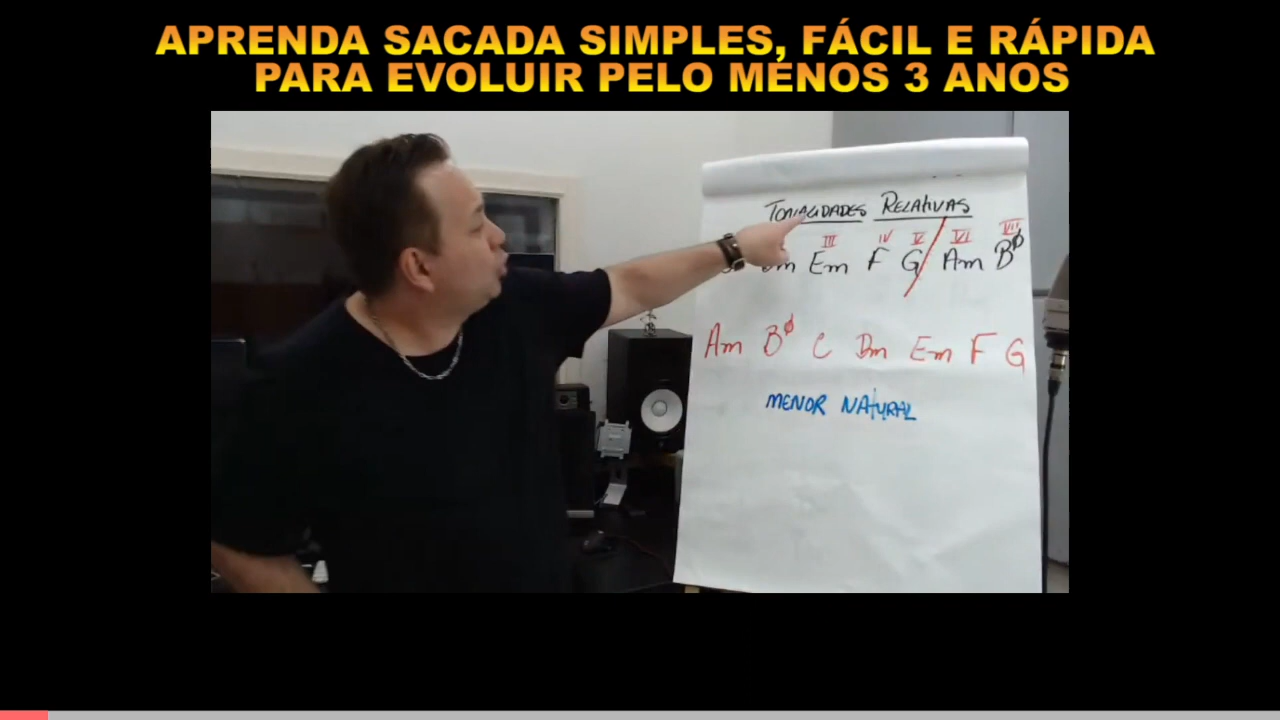 APRENDA SACADA SIMPLES, FÁCIL E RÁPIDA
PARA EVOLUIR PELO MENOS 3 ANOS
TONALIDADES RELATIVAS
III IV V VI VII
Em F G / Am Bø
Am Bø C Dm Em F G
MENOR NATURAL